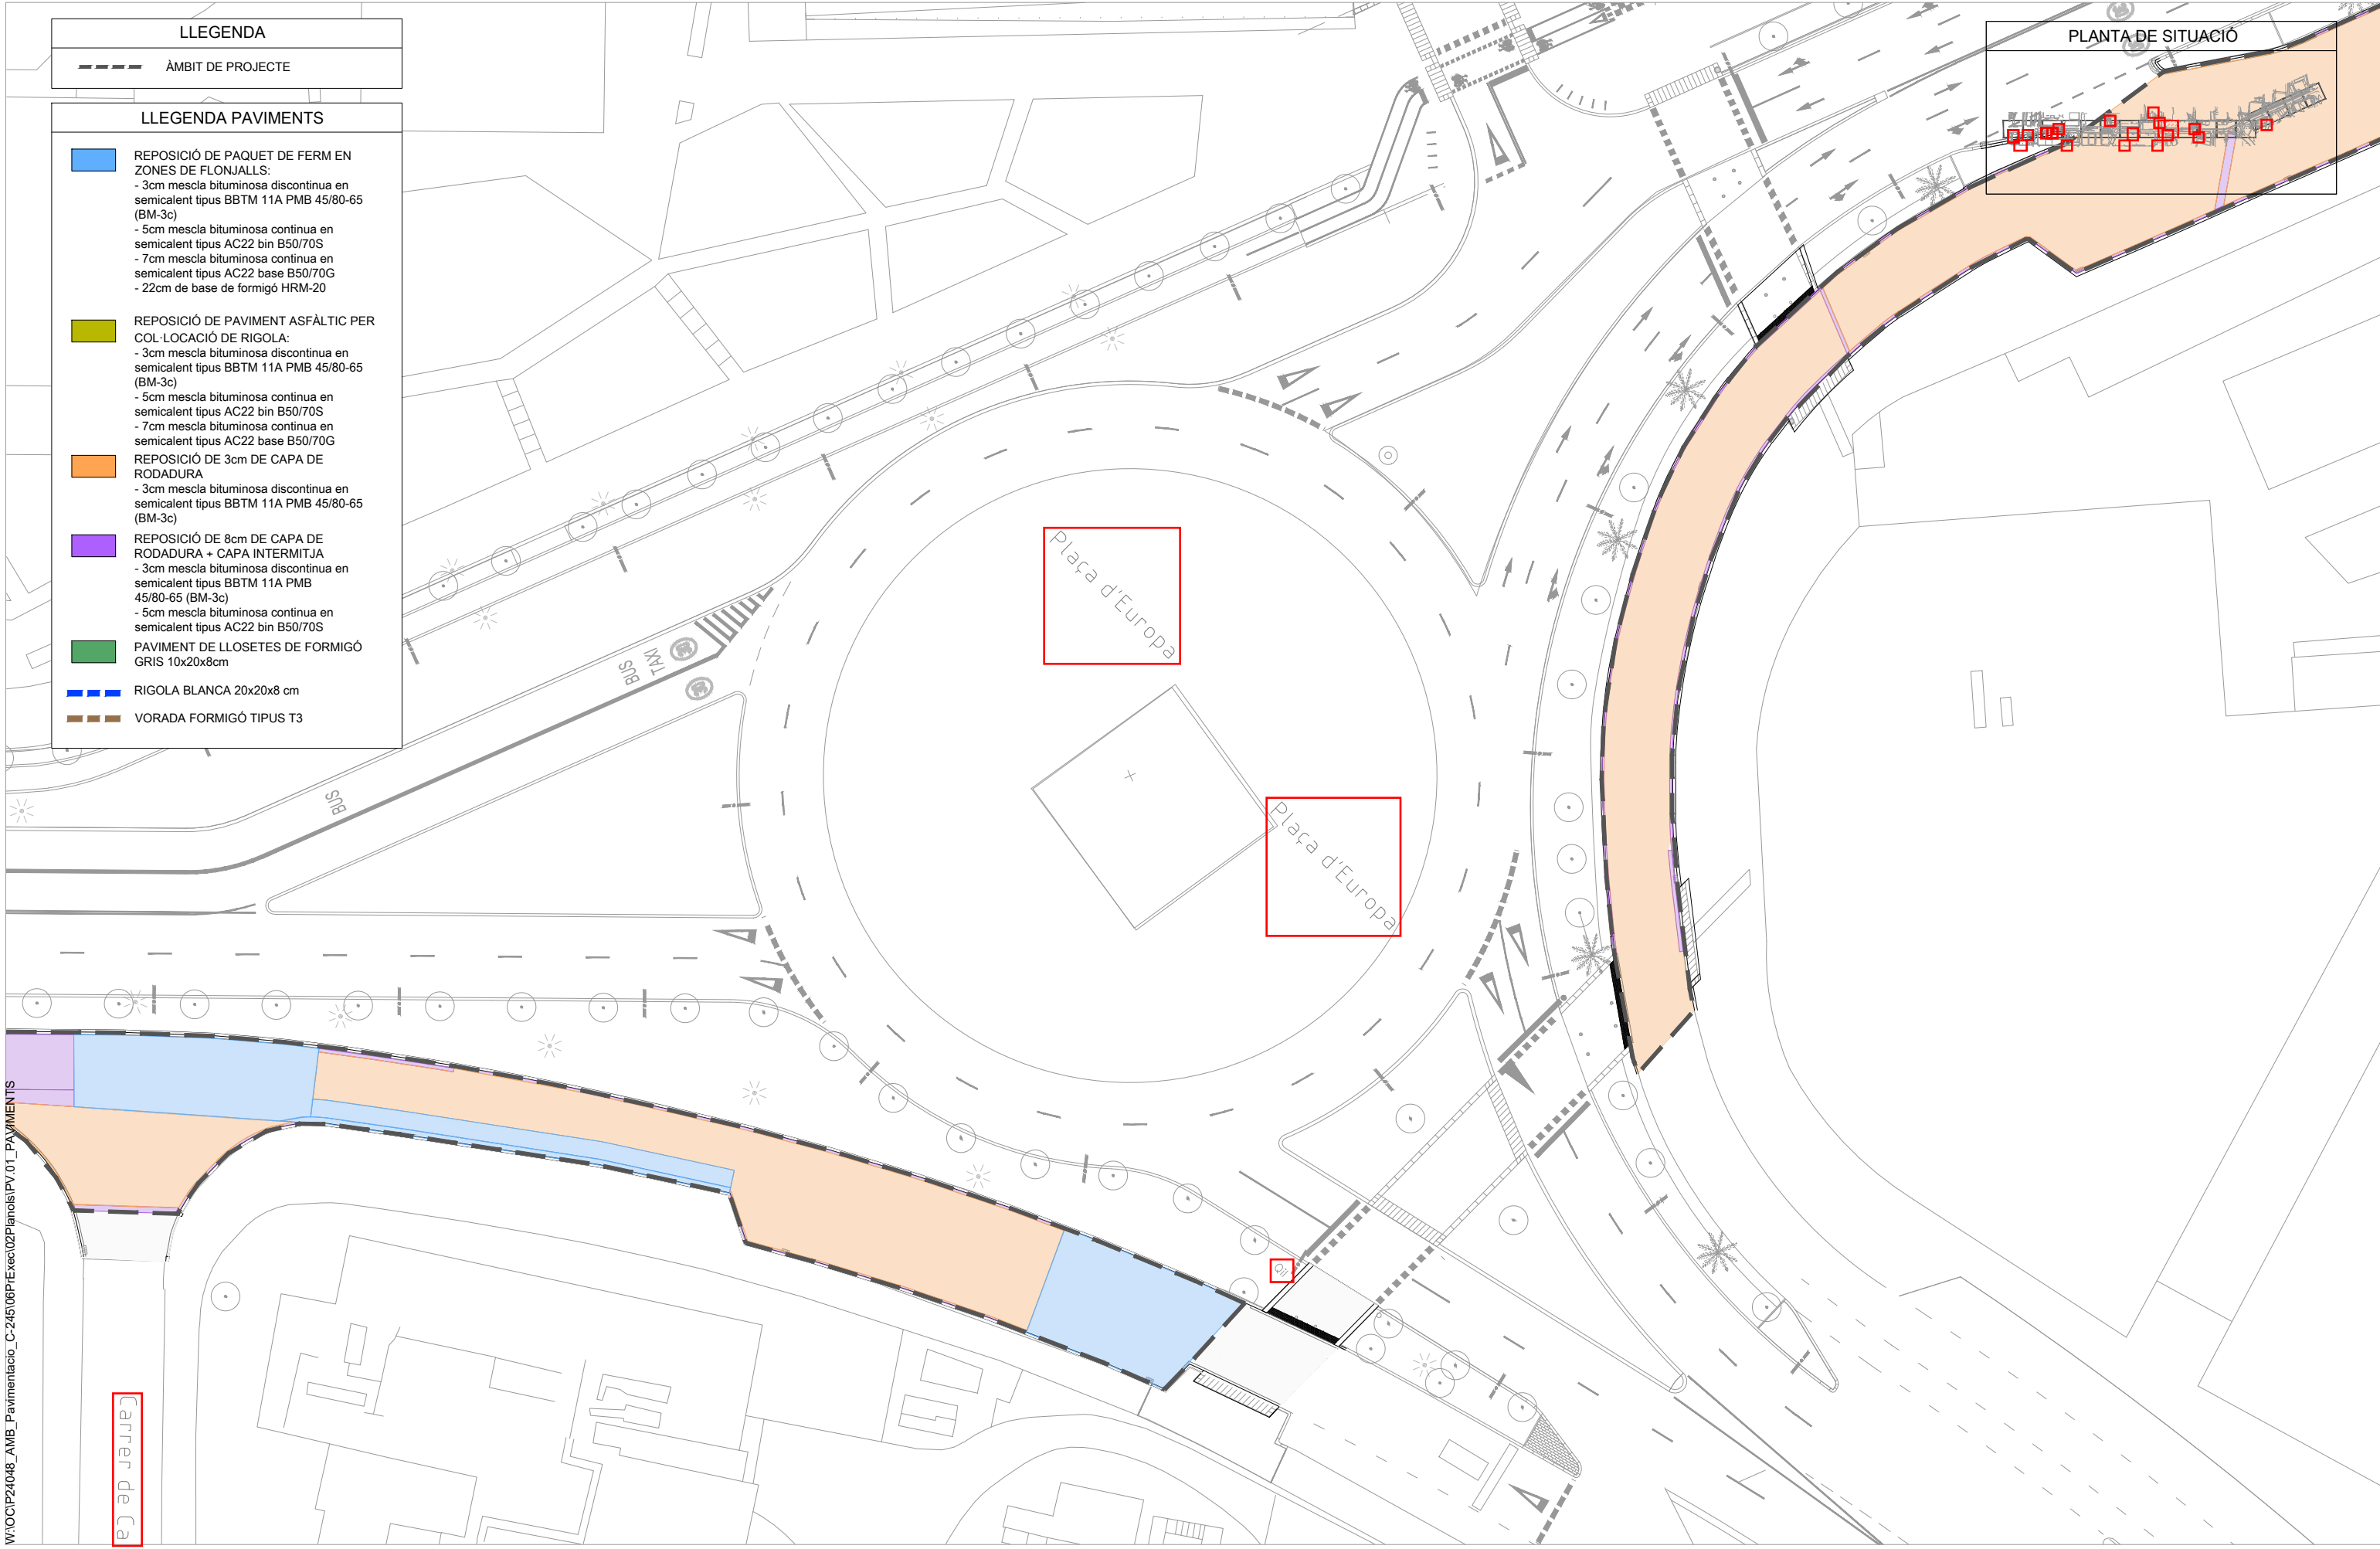 LLEGENDA
ÀMBIT DE PROJECTE
LLEGENDA PAVIMENTS
REPOSICIÓ DE PAQUET DE FERM EN
ZONES DE FLONJALLS:
- 3cm mescla bituminosa discontinua en
semicalent tipus BBTM 11A PMB 45/80-65
(BM-3c)
- 5cm mescla bituminosa continua en
semicalent tipus AC22 bin B50/70S
- 7cm mescla bituminosa continua en
semicalent tipus AC22 base B50/70G
- 22cm de base de formigó HRM-20
REPOSICIÓ DE PAVIMENT ASFÀLTIC PER
COL·LOCACIÓ DE RIGOLA:
- 3cm mescla bituminosa discontinua en
semicalent tipus BBTM 11A PMB 45/80-65
(BM-3c)
- 5cm mescla bituminosa continua en
semicalent tipus AC22 bin B50/70S
- 7cm mescla bituminosa continua en
semicalent tipus AC22 base B50/70G
REPOSICIÓ DE 3cm DE CAPA DE
RODADURA
- 3cm mescla bituminosa discontinua en
semicalent tipus BBTM 11A PMB 45/80-65
(BM-3c)
REPOSICIÓ DE 8cm DE CAPA DE
RODADURA + CAPA INTERMITJA
- 3cm mescla bituminosa discontinua en
semicalent tipus BBTM 11A PMB
45/80-65 (BM-3c)
- 5cm mescla bituminosa continua en
semicalent tipus AC22 bin B50/70S
PAVIMENT DE LLOSETES DE FORMIGÓ
GRIS 10x20x8cm
RIGOLA BLANCA 20x20x8 cm
VORADA FORMIGÓ TIPUS T3
PLANTA DE SITUACIÓ
Plaça d'Europa
BUS
TAXI
BUS
Plaça d'Europa
Carrer de Ca
W:\OC\P24048_AMB_Pavimentacio_C-245\06PrExec\02Planols\PV.01_PAVIMENTS